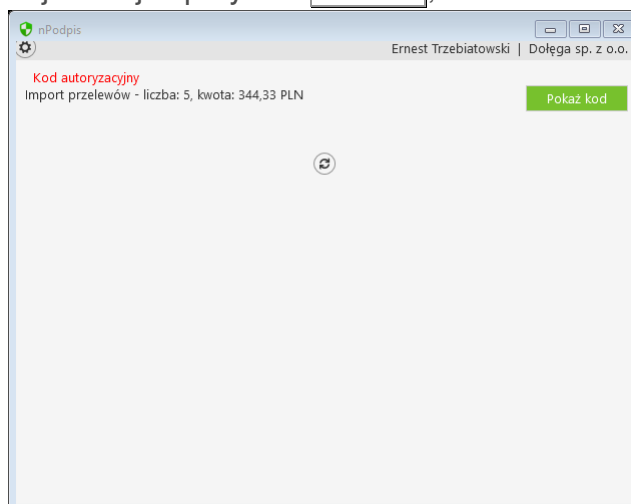 nPodpis
Ernest Trzebiatowski | Dołęga sp. z o.o.
Kod autoryzacyjny
Import przelewów - liczba: 5, kwota: 344,33 PLN
Pokaż kod